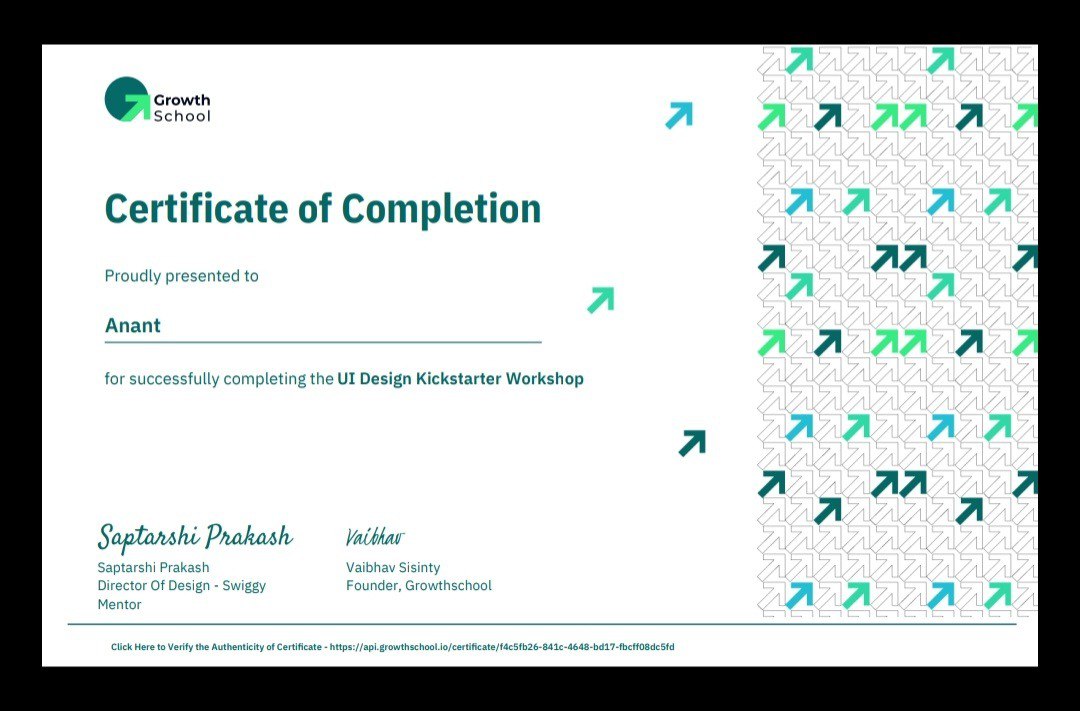 Growth
School
Certificate of Completion
Proudly presented to
Anant
for successfully completing the UI Design Kickstarter Workshop
Saptarshi Prakash
Vaibhav
Saptarshi Prakash
Director Of Design - Swiggy
Mentor
Vaibhav Sisinty
Founder, Growthschool
Click Here to Verify the Authenticity of Certificate - https://api.growthschool.io/certificate/f4c5fb26-841c-4648-bd17-fbcff08dc5fd